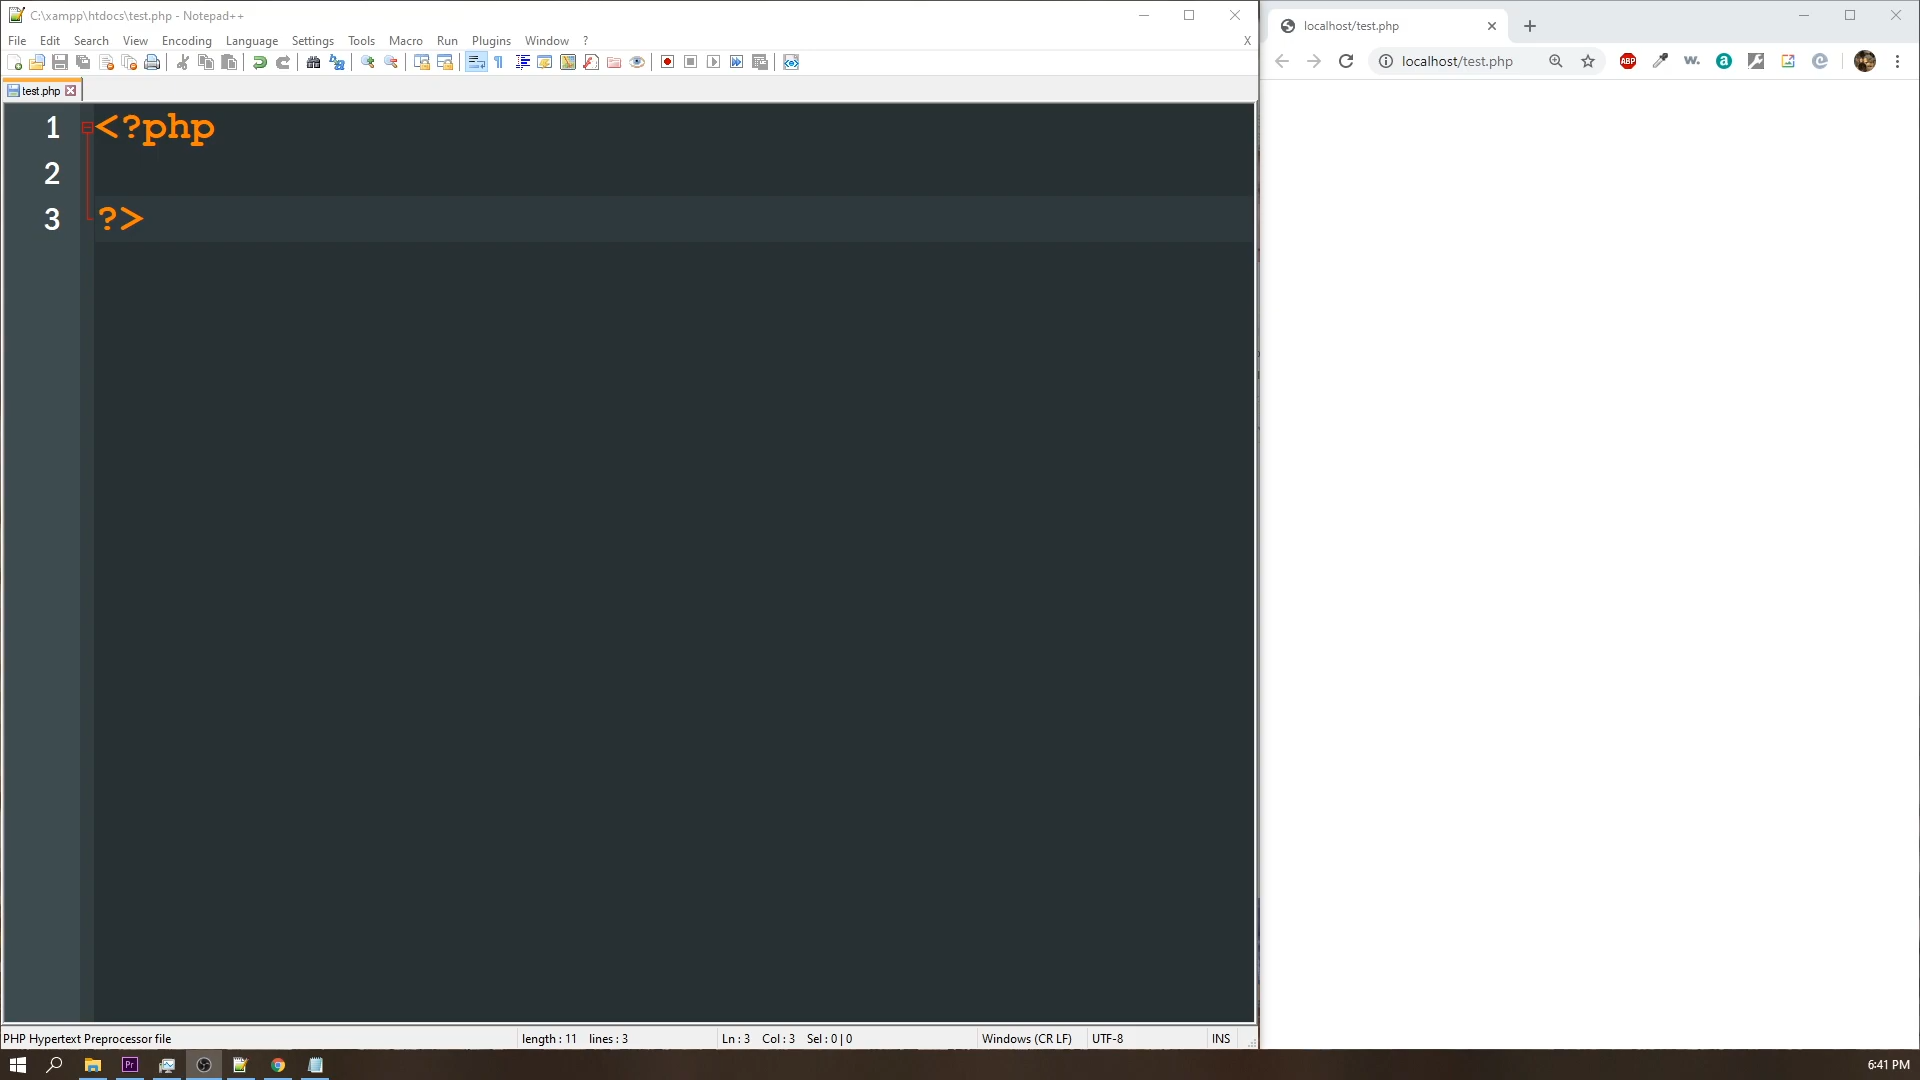 C:\xampp\htdocs\test.php - Notepad++
File Edit Search View Encoding Language Settings Tools Macro Run Plugins Window ? X
test.php
1 <?php
2
3 ?>
PHP Hypertext Preprocessor file length : 11 lines : 3 Ln : 3 Col : 3 Sel : 0 | 0 Windows (CR LF) UTF-8 INS
localhost/test.php
localhost/test.php ABP w. a
Pr
6:41 PM